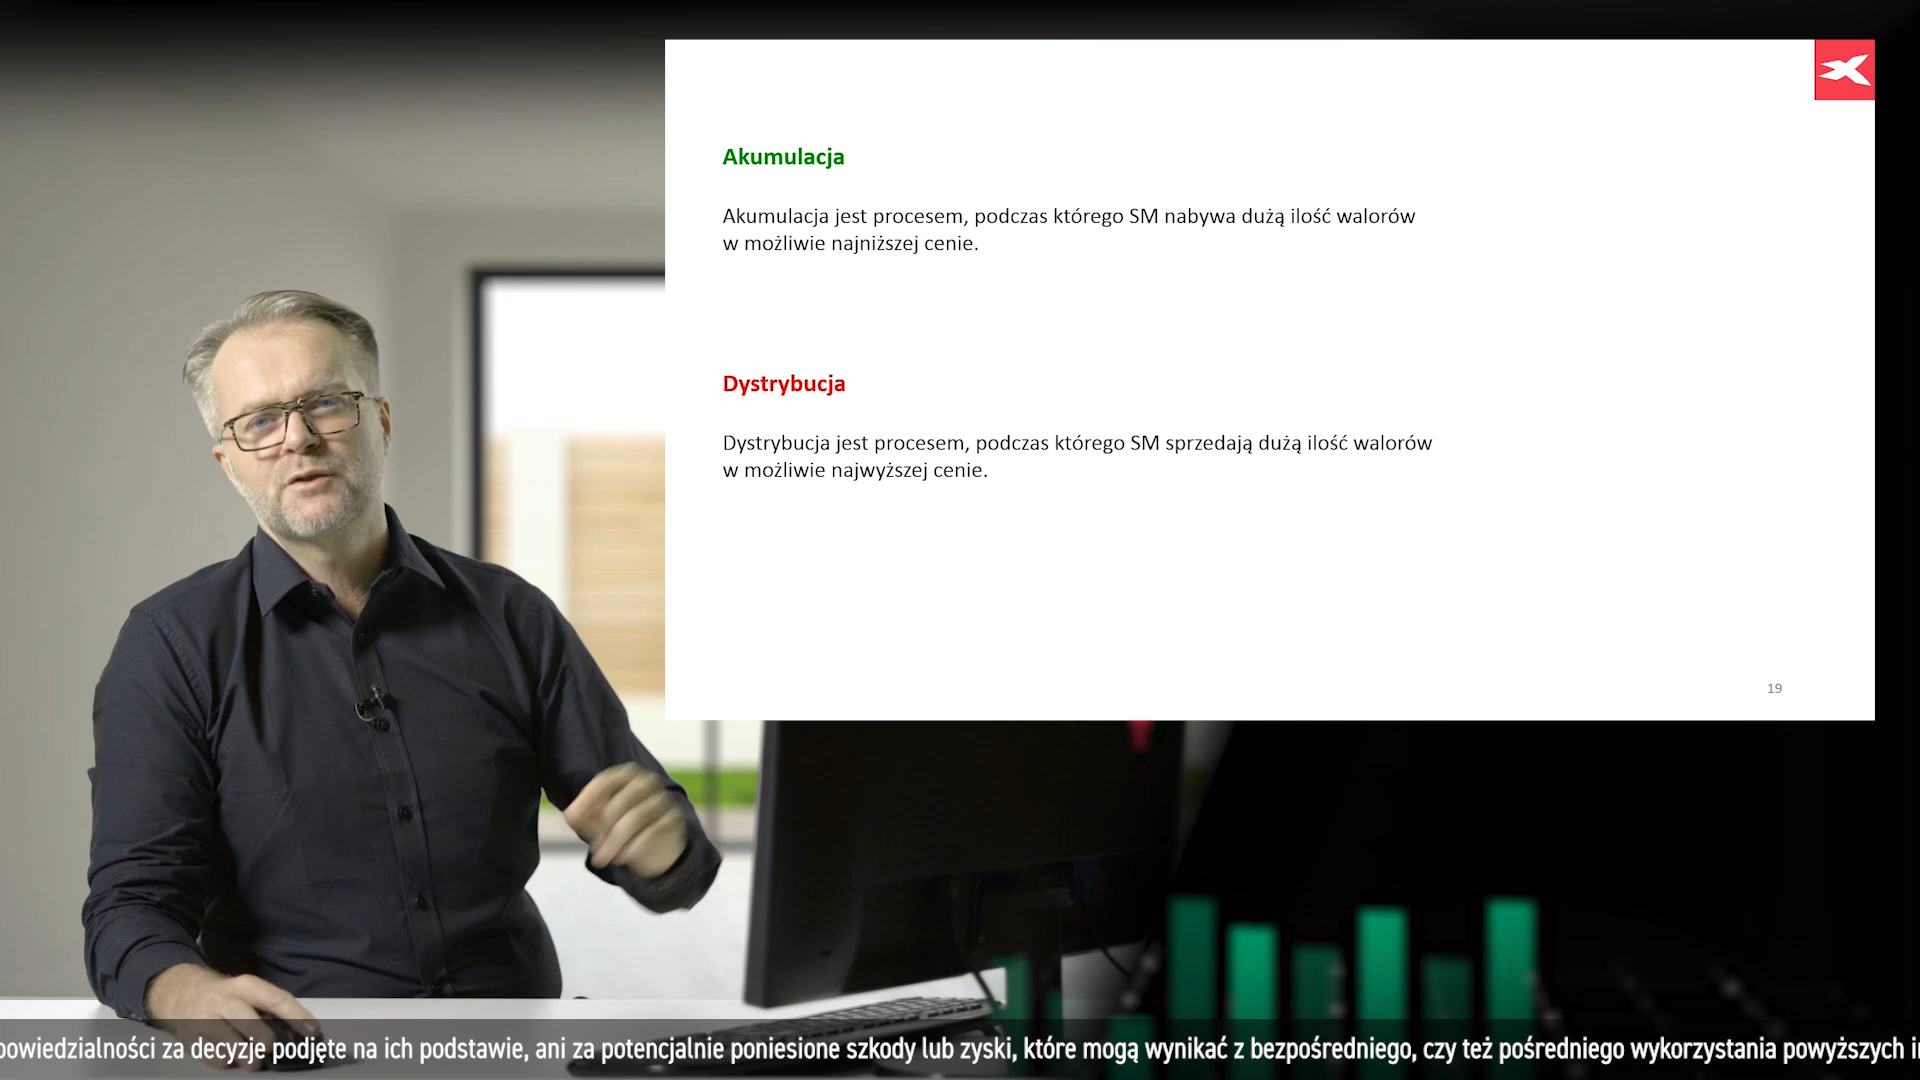 Akumulacja
Akumulacja jest procesem, podczas którego SM nabywa dużą ilość walorów
w możliwie najniższej cenie.
Dystrybucja
Dystrybucja jest procesem, podczas którego SM sprzedają dużą ilość walorów
w możliwie najwyższej cenie.
19
powiedzialności za decyzje podjęte na ich podstawie, ani za potencjalnie poniesione szkody lub zyski, które mogą wynikać z bezpośredniego, czy też pośredniego wykorzystania powyższych